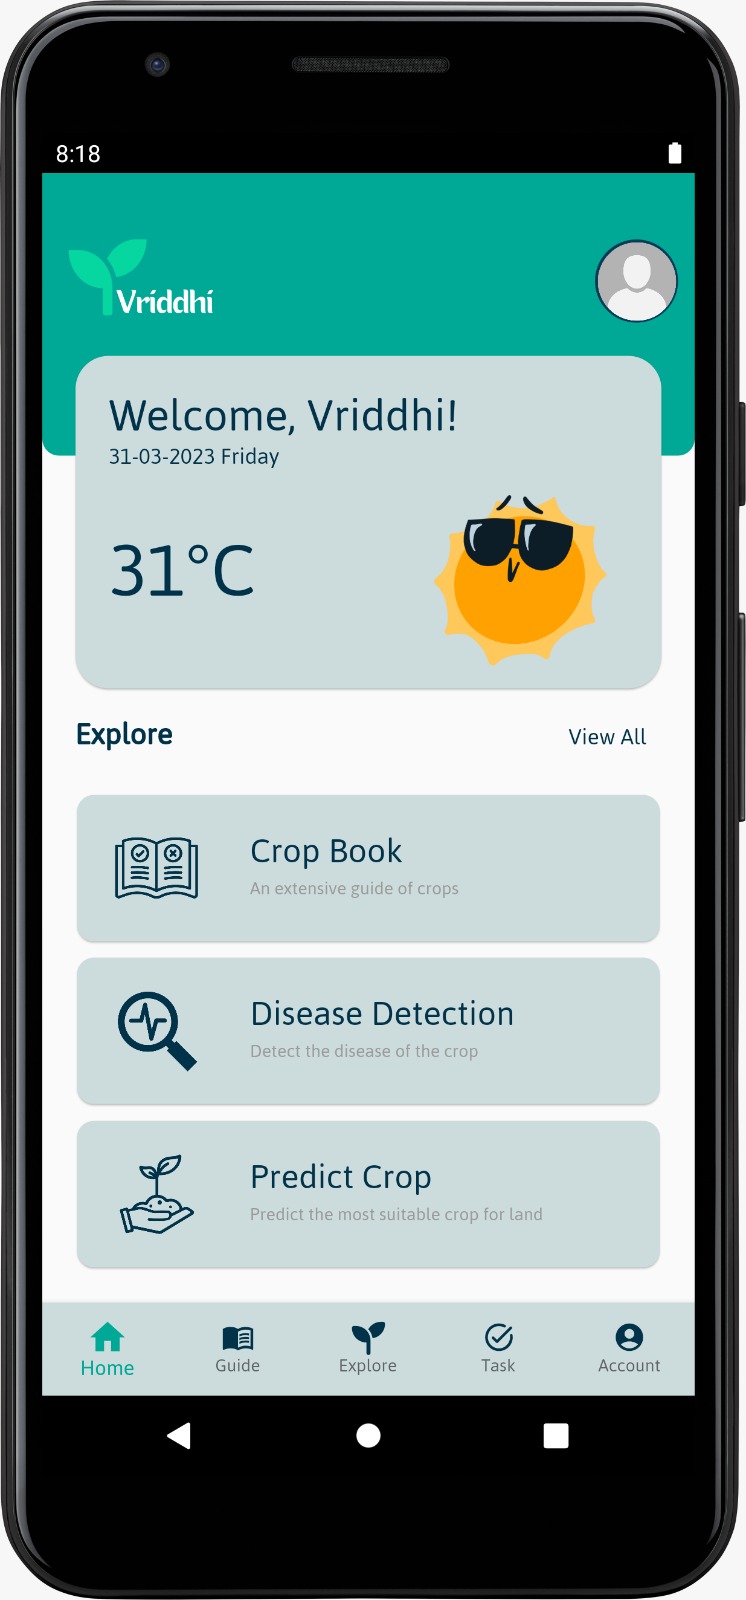 8:18
Vriddhi
Welcome, Vriddhi!
31-03-2023 Friday
31°C
Explore
View All
Crop Book
An extensive guide of crops
Disease Detection
Detect the disease of the crop
Predict Crop
Predict the most suitable crop for land
Home
Guide
Explore
Task
Account